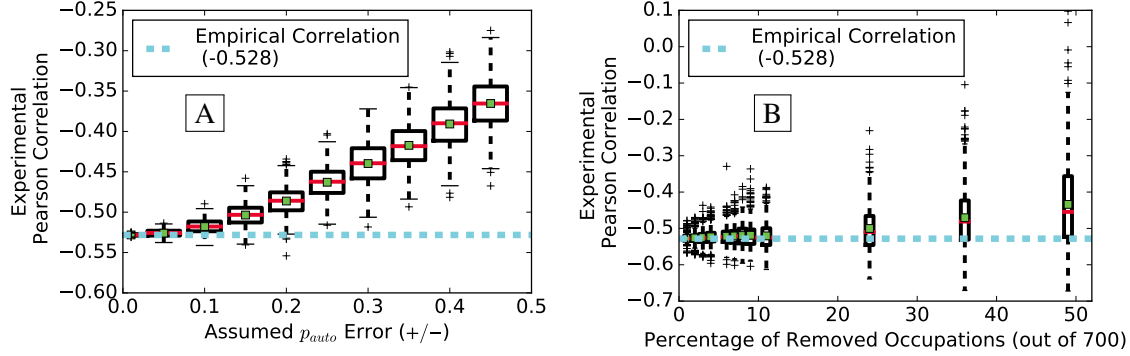 −0.25
−0.30
−0.35
−0.40
−0.45
−0.50
−0.55
−0.60
Experimental
Pearson Correlation
Empirical Correlation
(-0.528)
A
0.0 0.1 0.2 0.3 0.4 0.5
Assumed p_auto Error (+/−)
0.1
0.0
−0.1
−0.2
−0.3
−0.4
−0.5
−0.6
−0.7
Experimental
Pearson Correlation
Empirical Correlation
(-0.528)
B
0 10 20 30 40 50
Percentage of Removed Occupations (out of 700)